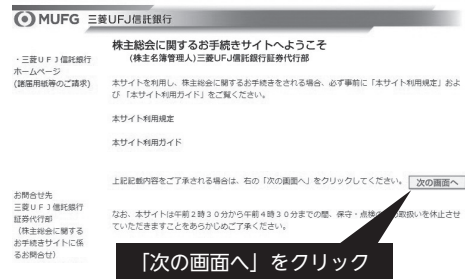 MUFG 三菱UFJ信託銀行
・三菱ＵＦＪ信託銀行
ホームページ
(諸届用紙等のご請求)
株主総会に関するお手続きサイトへようこそ
(株主名簿管理人)三菱UFJ信託銀行証券代行部
本サイトを利用し、株主総会に関するお手続きをされる場合、必ず事前に「本サイト利用規定」およ
び「本サイト利用ガイド」をご覧ください。
本サイト利用規定
本サイト利用ガイド
上記記載内容をご了承される場合は、右の「次の画面へ」をクリックしてください。 次の画面へ
お問合せ先
三菱ＵＦＪ信託銀行
証券代行部
（株主総会に関する
お手続きサイトに係
るお問合せ）
なお、本サイトは午前２時３０分から午前４時３０分までの間、保守・点検 お取扱いを休止させ
ていただきますことをあらかじめご了承ください。
「次の画面へ」をクリック